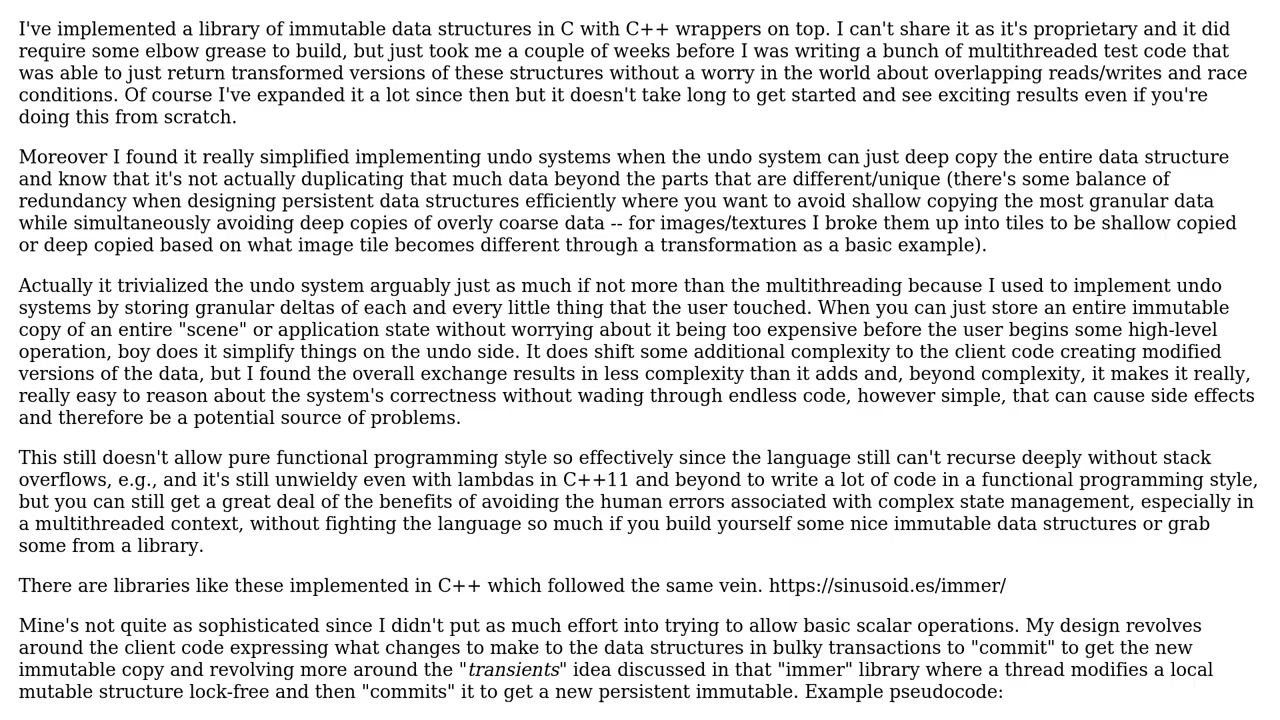 I've implemented a library of immutable data structures in C with C++ wrappers on top. I can't share it as it's proprietary and it did
require some elbow grease to build, but just took me a couple of weeks before I was writing a bunch of multithreaded test code that
was able to just return transformed versions of these structures without a worry in the world about overlapping reads/writes and race
conditions. Of course I've expanded it a lot since then but it doesn't take long to get started and see exciting results even if you're
doing this from scratch.
Moreover I found it really simplified implementing undo systems when the undo system can just deep copy the entire data structure
and know that it's not actually duplicating that much data beyond the parts that are different/unique (there's some balance of
redundancy when designing persistent data structures efficiently where you want to avoid shallow copying the most granular data
while simultaneously avoiding deep copies of overly coarse data -- for images/textures I broke them up into tiles to be shallow copied
or deep copied based on what image tile becomes different through a transformation as a basic example).
Actually it trivialized the undo system arguably just as much if not more than the multithreading because I used to implement undo
systems by storing granular deltas of each and every little thing that the user touched. When you can just store an entire immutable
copy of an entire "scene" or application state without worrying about it being too expensive before the user begins some high-level
operation, boy does it simplify things on the undo side. It does shift some additional complexity to the client code creating modified
versions of the data, but I found the overall exchange results in less complexity than it adds and, beyond complexity, it makes it really,
really easy to reason about the system's correctness without wading through endless code, however simple, that can cause side effects
and therefore be a potential source of problems.
This still doesn't allow pure functional programming style so effectively since the language still can't recurse deeply without stack
overflows, e.g., and it's still unwieldy even with lambdas in C++11 and beyond to write a lot of code in a functional programming style,
but you can still get a great deal of the benefits of avoiding the human errors associated with complex state management, especially in
a multithreaded context, without fighting the language so much if you build yourself some nice immutable data structures or grab
some from a library.
There are libraries like these implemented in C++ which followed the same vein. https://sinusoid.es/immer/
Mine's not quite as sophisticated since I didn't put as much effort into trying to allow basic scalar operations. My design revolves
around the client code expressing what changes to make to the data structures in bulky transactions to "commit" to get the new
immutable copy and revolving more around the "transients" idea discussed in that "immer" library where a thread modifies a local
mutable structure lock-free and then "commits" it to get a new persistent immutable. Example pseudocode: